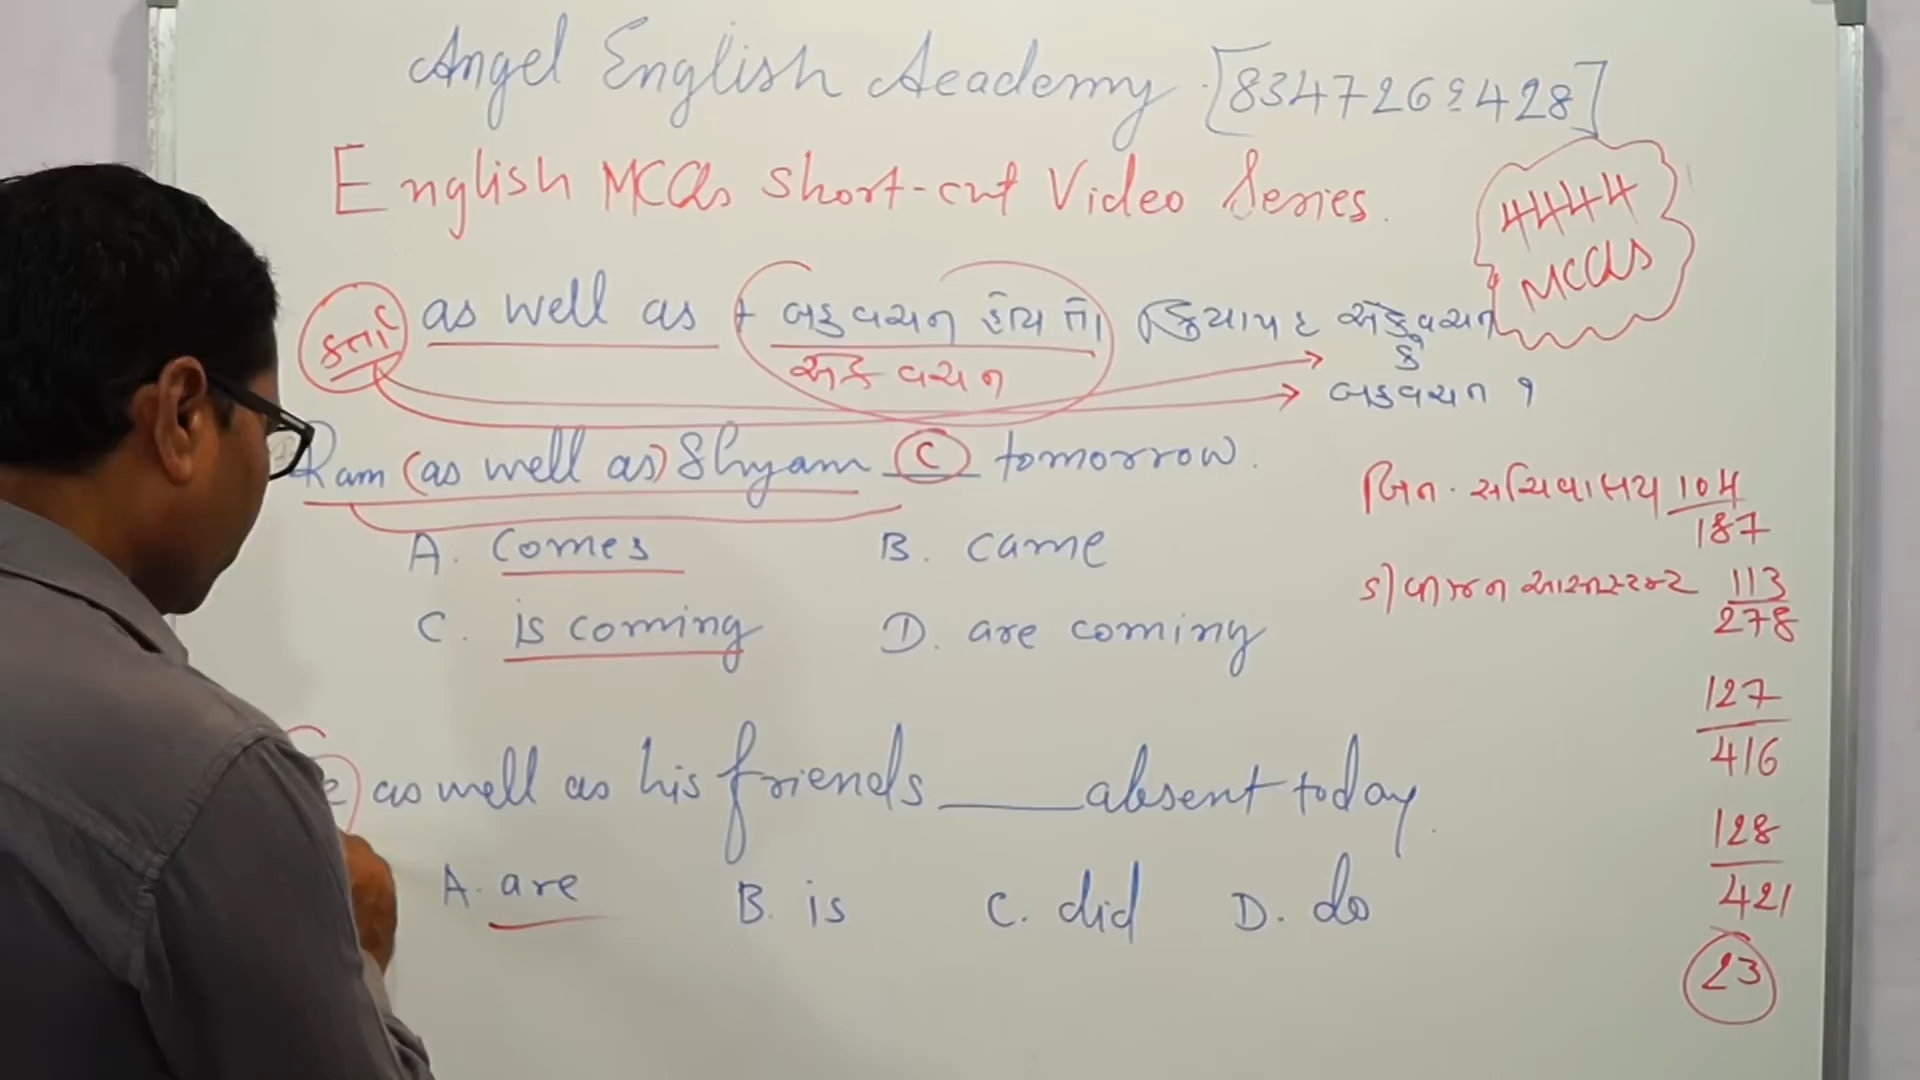 Angel English Academy [8347269428]
English MCQs Short-cut Video Series.
4444
MCQs
કર્તા as well as + બહુવચન હોય તો ક્રિયાપદ એકવચન
કે
એકવચન
બહુવચન ?
Ram (as well as) Shyam C tomorrow.
A. Comes B. came
C. is coming D. are coming
બિન. સચિવાલય 104
187
113
278
127
416
128
421
23
as well as his friends ____ absent today.
A. are B. is C. did D. do